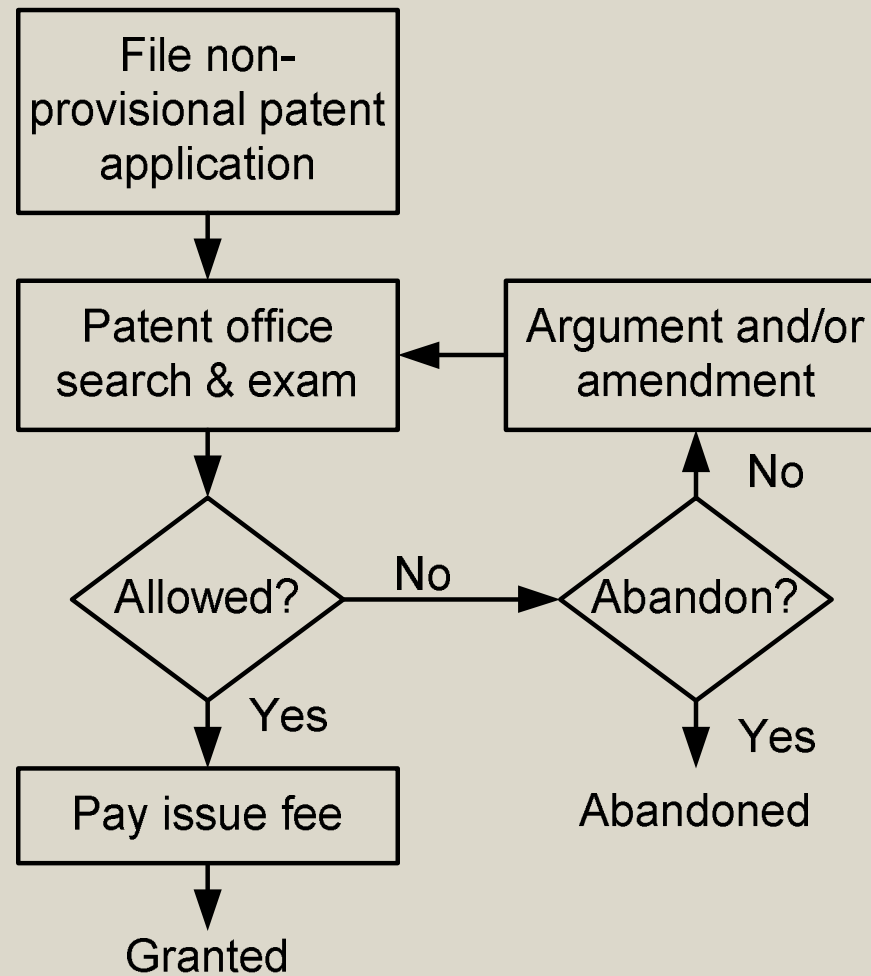 File non-
provisional patent
application
Patent office
search & exam
Argument and/or
amendment
No
Allowed?
No
Abandon?
Yes
Yes
Pay issue fee
Abandoned
Granted